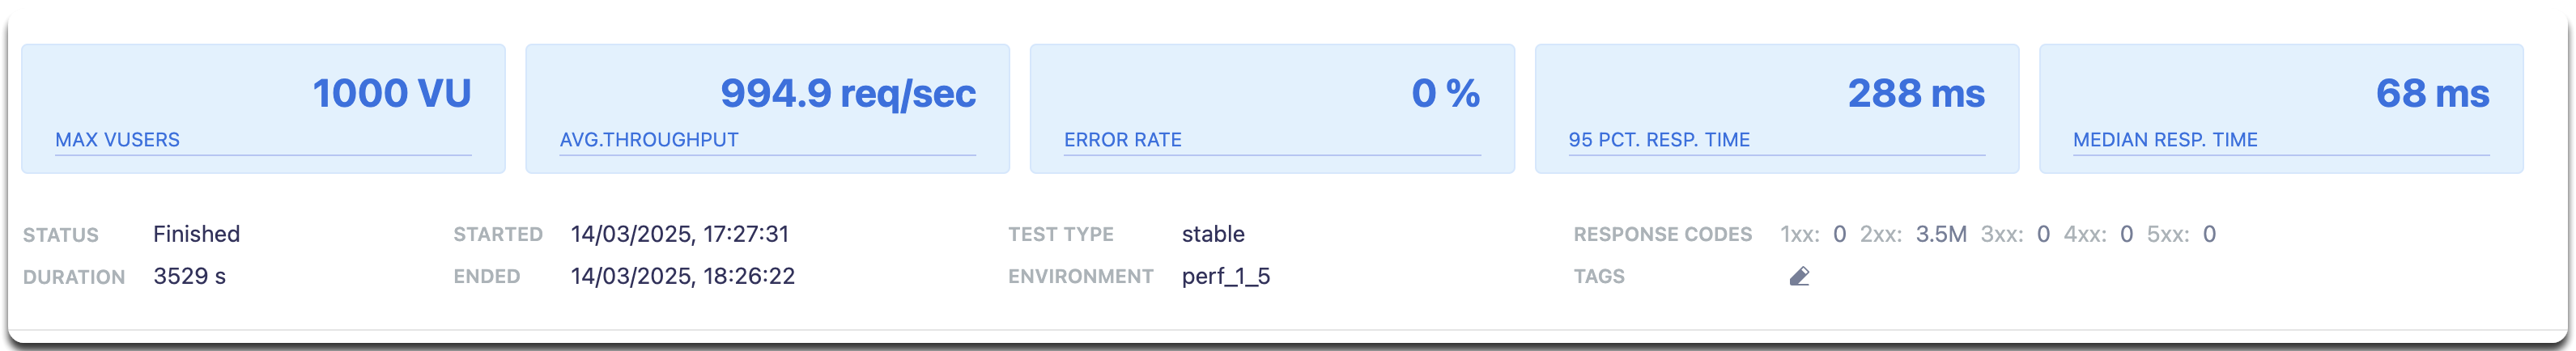 1000 VU
MAX VUSERS
994.9 req/sec
AVG.THROUGHPUT
0 %
ERROR RATE
288 ms
95 PCT. RESP. TIME
68 ms
MEDIAN RESP. TIME
STATUS Finished
DURATION 3529 s
STARTED 14/03/2025, 17:27:31
ENDED 14/03/2025, 18:26:22
TEST TYPE stable
ENVIRONMENT perf_1_5
RESPONSE CODES 1xx: 0 2xx: 3.5M 3xx: 0 4xx: 0 5xx: 0
TAGS